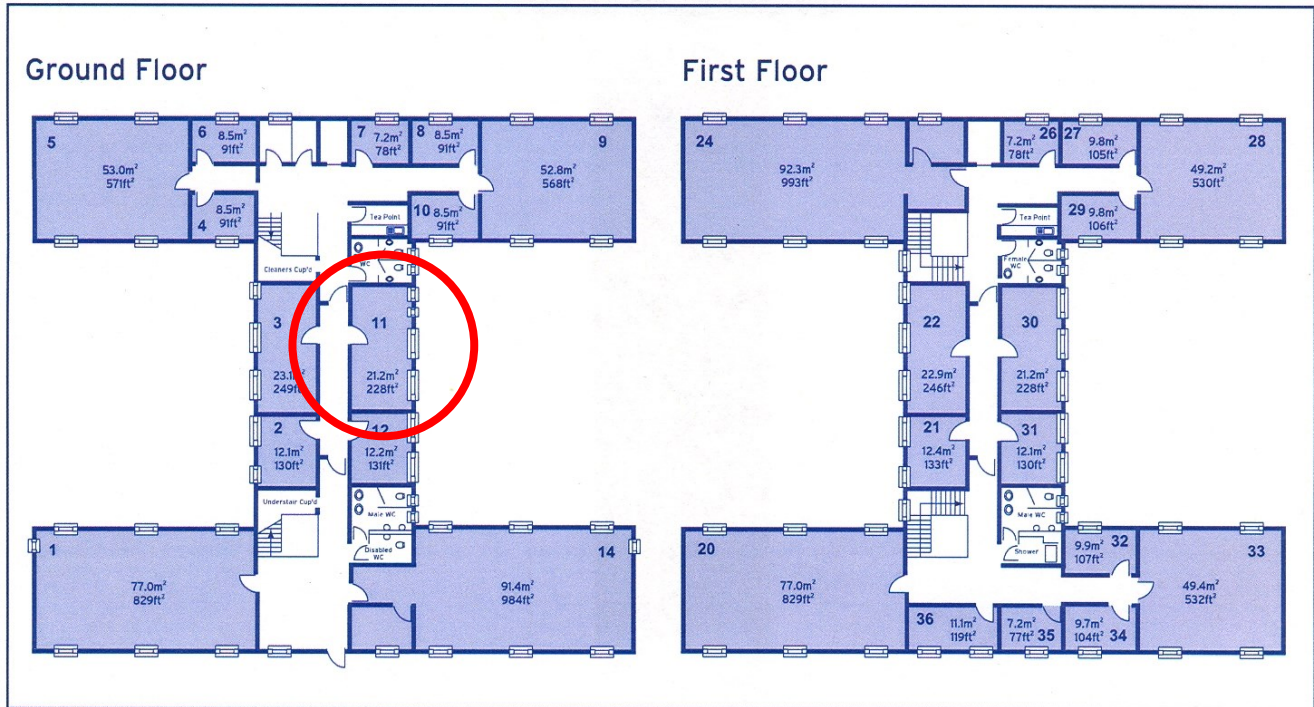 Ground Floor
5
53.0m²
571ft²
6
8.5m²
91ft²
7
7.2m²
78ft²
8
8.5m²
91ft²
9
52.8m²
568ft²
4
8.5m²
91ft²
10
8.5m²
91ft²
Tea Point
WC
Cleaners Cup'd
3
23.1m²
249ft²
11
21.2m²
228ft²
2
12.1m²
130ft²
12
12.2m²
131ft²
Understair Cup'd
Male WC
Disabled
WC
1
77.0m²
829ft²
14
91.4m²
984ft²
First Floor
24
92.3m²
993ft²
26
7.2m²
78ft²
27
9.8m²
105ft²
28
49.2m²
530ft²
29
9.8m²
106ft²
Tea Point
Female
WC
22
22.9m²
246ft²
30
21.2m²
228ft²
21
12.4m²
133ft²
31
12.1m²
130ft²
Male WC
Shower
20
77.0m²
829ft²
32
9.9m²
107ft²
33
49.4m²
532ft²
36
11.1m²
119ft²
35
7.2m²
77ft²
34
9.7m²
104ft²